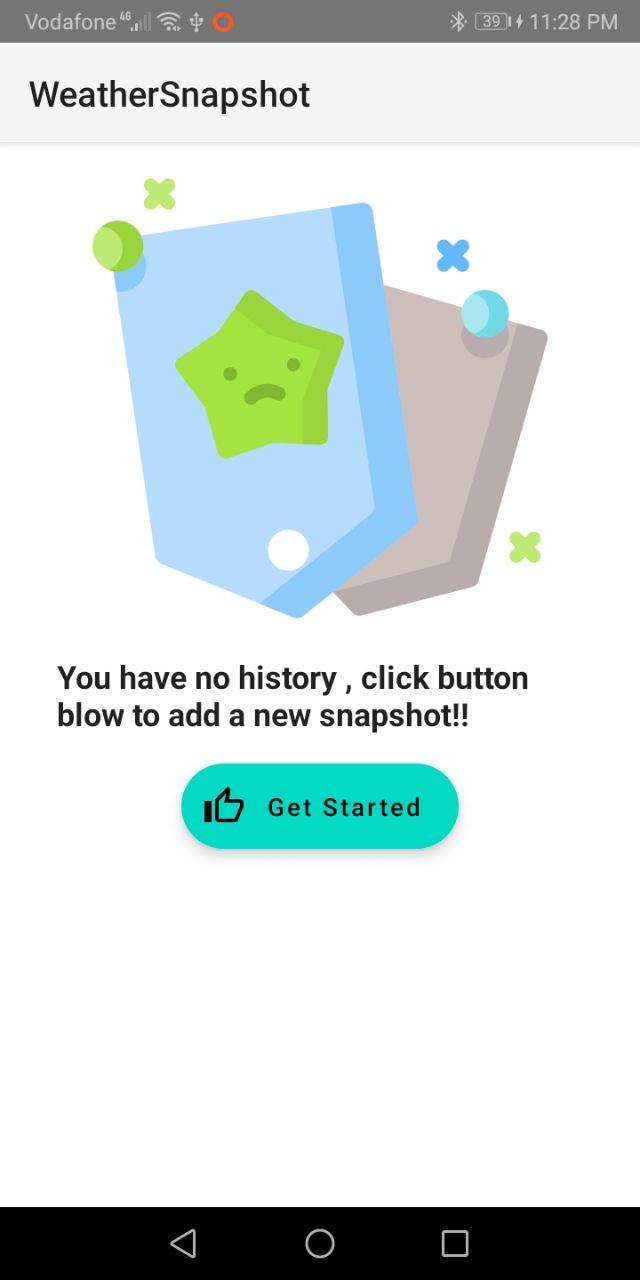 Vodafone 4G 39 11:28 PM
WeatherSnapshot
You have no history , click button
blow to add a new snapshot!!
Get Started